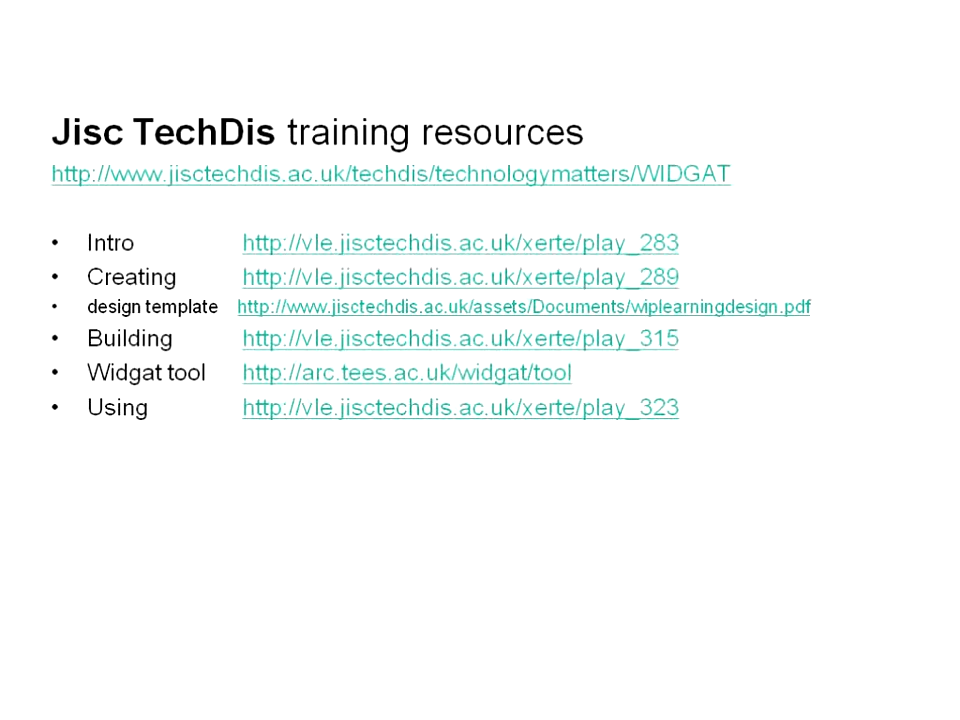 Jisc TechDis training resources
http://www.jisctechdis.ac.uk/techdis/technologymatters/WIDGAT
• Intro http://vle.jisctechdis.ac.uk/xerte/play_283
• Creating http://vle.jisctechdis.ac.uk/xerte/play_289
• design template http://www.jisctechdis.ac.uk/assets/Documents/wiplearningdesign.pdf
• Building http://vle.jisctechdis.ac.uk/xerte/play_315
• Widgat tool http://arc.tees.ac.uk/widgat/tool
• Using http://vle.jisctechdis.ac.uk/xerte/play_323